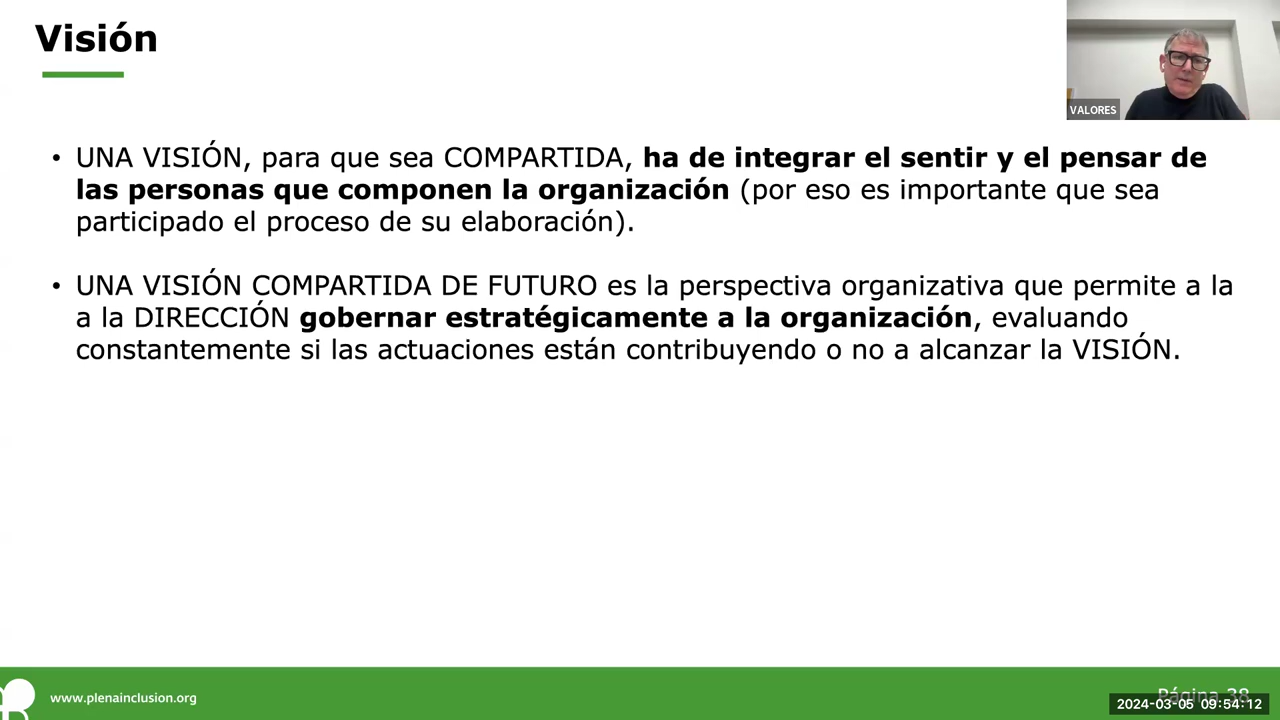 Visión
VALORES
• UNA VISIÓN, para que sea COMPARTIDA, ha de integrar el sentir y el pensar de
las personas que componen la organización (por eso es importante que sea
participado el proceso de su elaboración).
• UNA VISIÓN COMPARTIDA DE FUTURO es la perspectiva organizativa que permite a la
a la DIRECCIÓN gobernar estratégicamente a la organización, evaluando
constantemente si las actuaciones están contribuyendo o no a alcanzar la VISIÓN.
www.plenainclusion.org
Página 38
2024-03-05 09:54:12